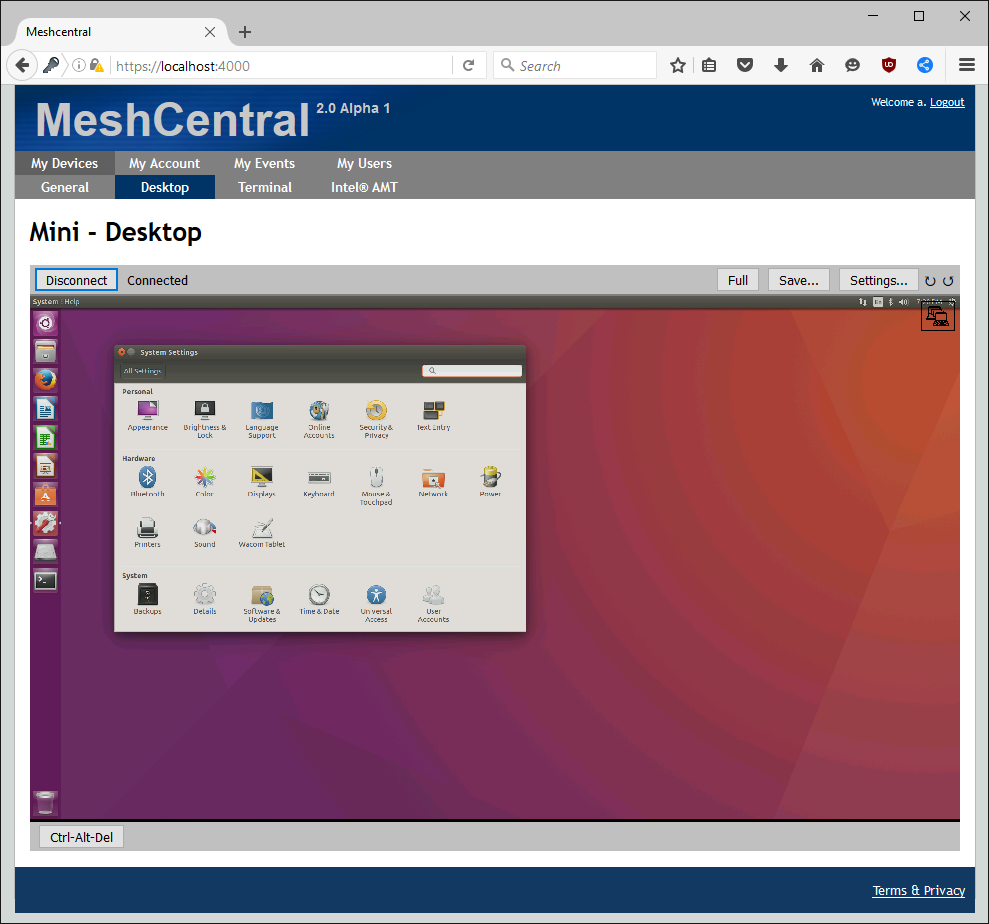 Meshcentral
https://localhost:4000
Search
MeshCentral 2.0 Alpha 1
Welcome a. Logout
My Devices My Account My Events My Users
General Desktop Terminal Intel® AMT
Mini - Desktop
Disconnect Connected Full Save... Settings...
System Help
System Settings
All Settings
Personal
Appearance Brightness & Lock Language Support Online Accounts Security & Privacy Text Entry
Hardware
Bluetooth Color Displays Keyboard Mouse & Touchpad Network Power
Printers Sound Wacom Tablet
System
Backups Details Software & Updates Time & Date Universal Access User Accounts
Ctrl-Alt-Del
Terms & Privacy